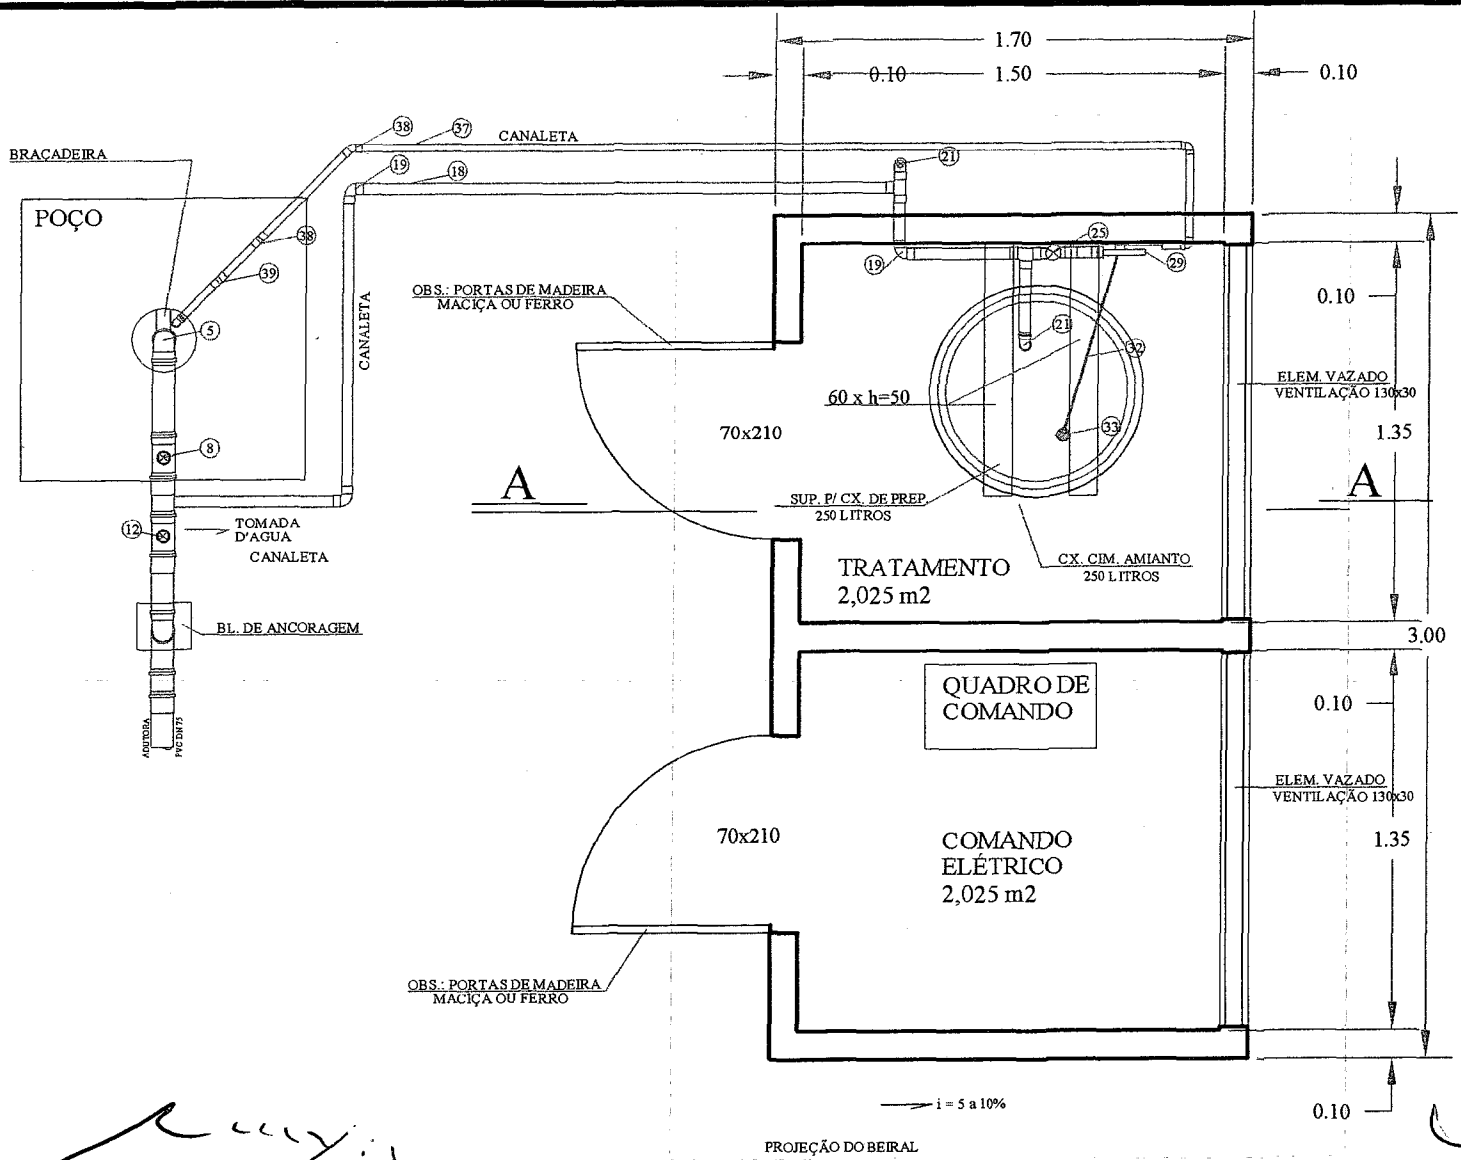 1.70
0.10
1.50
0.10
BRAÇADEIRA
38
37
CANALETA
19
18
21
POÇO
38
39
5
CANALETA
OBS.: PORTAS DE MADEIRA
MACIÇA OU FERRO
19
25
29
21
32
33
60 x h=50
70x210
0.10
ELEM. VAZADO
VENTILAÇÃO 130x30
1.35
8
A
A
SUP. P/ CX. DE PREP.
250 LITROS
12
TOMADA
D'AGUA
CANALETA
CX. CIM. AMIANTO
250 LITROS
TRATAMENTO
2,025 m2
BL. DE ANCORAGEM
3.00
QUADRO DE
COMANDO
0.10
ADUTORA
PVC DN 75
ELEM. VAZADO
VENTILAÇÃO 130x30
70x210
COMANDO
ELÉTRICO
2,025 m2
1.35
OBS.: PORTAS DE MADEIRA
MACIÇA OU FERRO
i = 5 a 10%
0.10
PROJEÇÃO DO BEIRAL